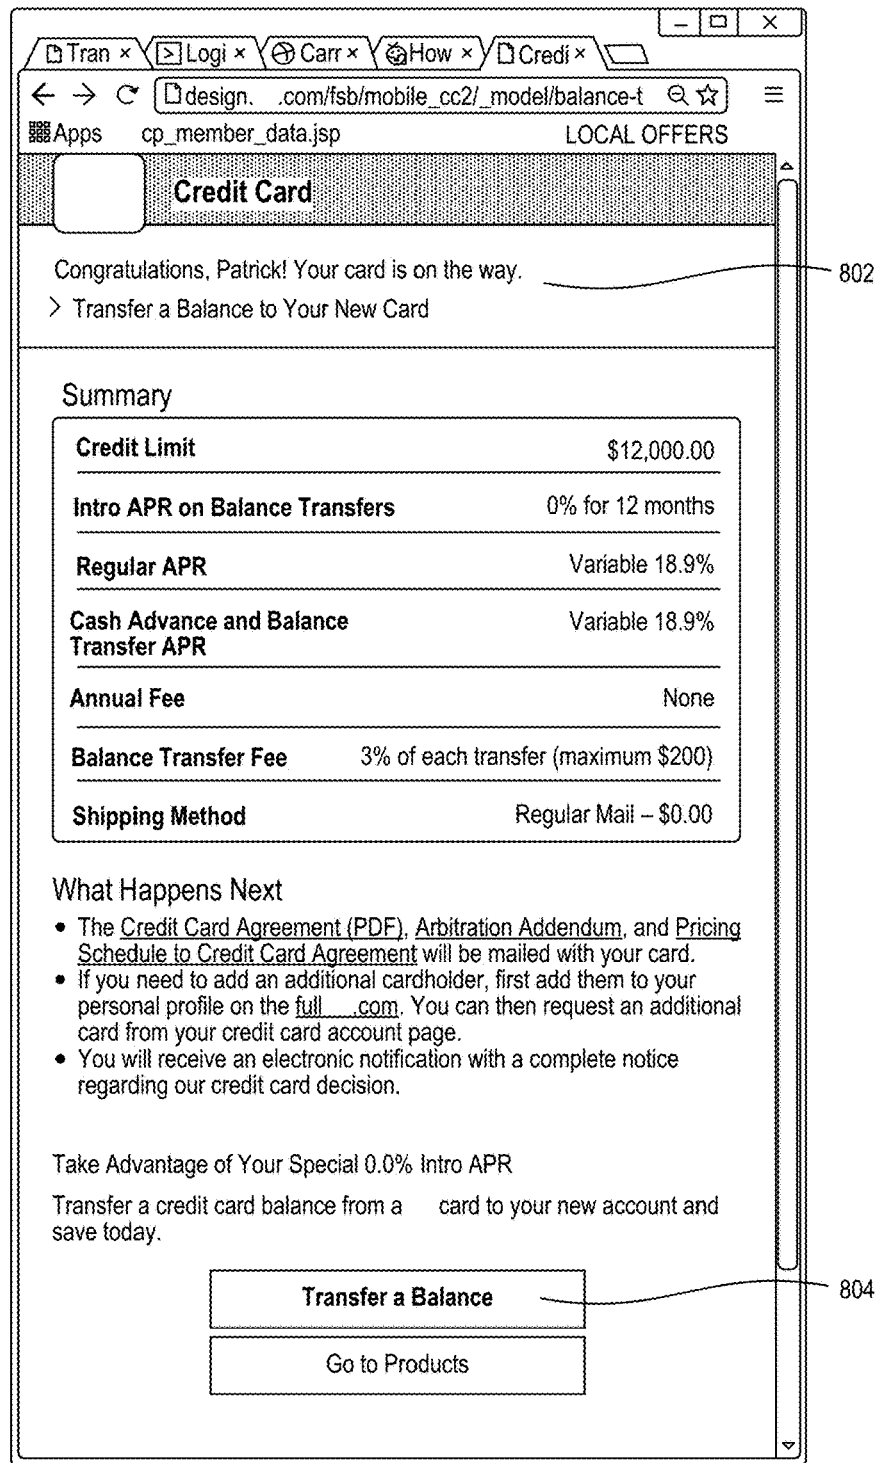 Tran × Logi × Carr × How × Credi ×
design. .com/fsb/mobile_cc2/_model/balance-t
Apps cp_member_data.jsp LOCAL OFFERS
Credit Card
Congratulations, Patrick! Your card is on the way.
802
> Transfer a Balance to Your New Card
Summary
Credit Limit $12,000.00
Intro APR on Balance Transfers 0% for 12 months
Regular APR Variable 18.9%
Cash Advance and Balance Variable 18.9%
Transfer APR
Annual Fee None
Balance Transfer Fee 3% of each transfer (maximum $200)
Shipping Method Regular Mail – $0.00
What Happens Next
• The Credit Card Agreement (PDF), Arbitration Addendum, and Pricing
Schedule to Credit Card Agreement will be mailed with your card.
• If you need to add an additional cardholder, first add them to your
personal profile on the full .com. You can then request an additional
card from your credit card account page.
• You will receive an electronic notification with a complete notice
regarding our credit card decision.
Take Advantage of Your Special 0.0% Intro APR
Transfer a credit card balance from a card to your new account and
save today.
Transfer a Balance
804
Go to Products